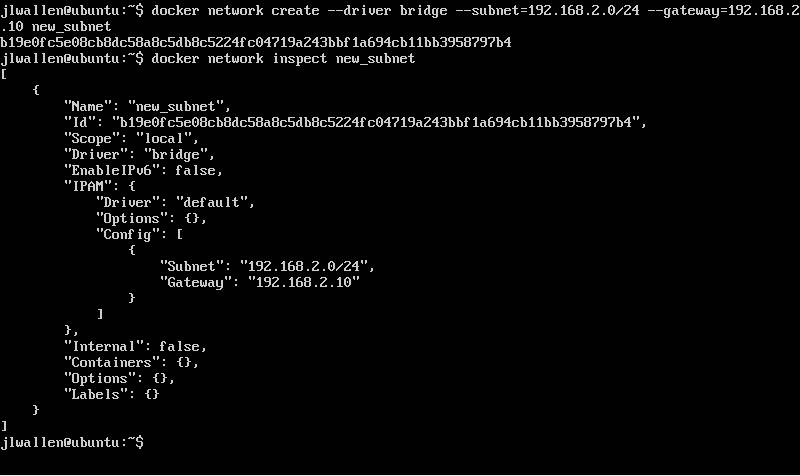 jlwallen@ubuntu:~$ docker network create --driver bridge --subnet=192.168.2.0/24 --gateway=192.168.2
.10 new_subnet
b19e0fc5e08cb8dc58a8c5db8c5224fc04719a243bbf1a694cb11bb3958797b4
jlwallen@ubuntu:~$ docker network inspect new_subnet
[
    {
        "Name": "new_subnet",
        "Id": "b19e0fc5e08cb8dc58a8c5db8c5224fc04719a243bbf1a694cb11bb3958797b4",
        "Scope": "local",
        "Driver": "bridge",
        "EnableIPv6": false,
        "IPAM": {
            "Driver": "default",
            "Options": {},
            "Config": [
                {
                    "Subnet": "192.168.2.0/24",
                    "Gateway": "192.168.2.10"
                }
            ]
        },
        "Internal": false,
        "Containers": {},
        "Options": {},
        "Labels": {}
    }
]
jlwallen@ubuntu:~$